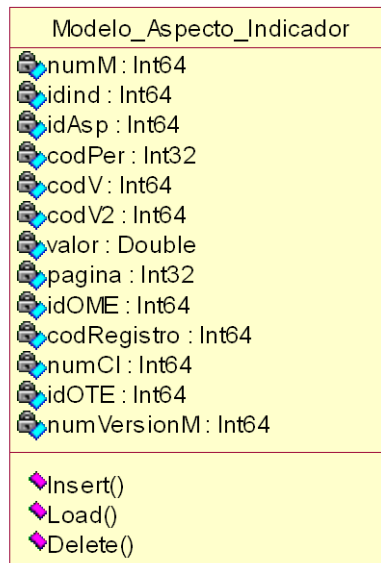 Modelo_Aspecto_Indicador
numM : Int64
idind : Int64
idAsp : Int64
codPer : Int32
codV : Int64
codV2 : Int64
valor : Double
pagina : Int32
idOME : Int64
codRegistro : Int64
numCI : Int64
idOTE : Int64
numVersionM : Int64
Insert()
Load()
Delete()